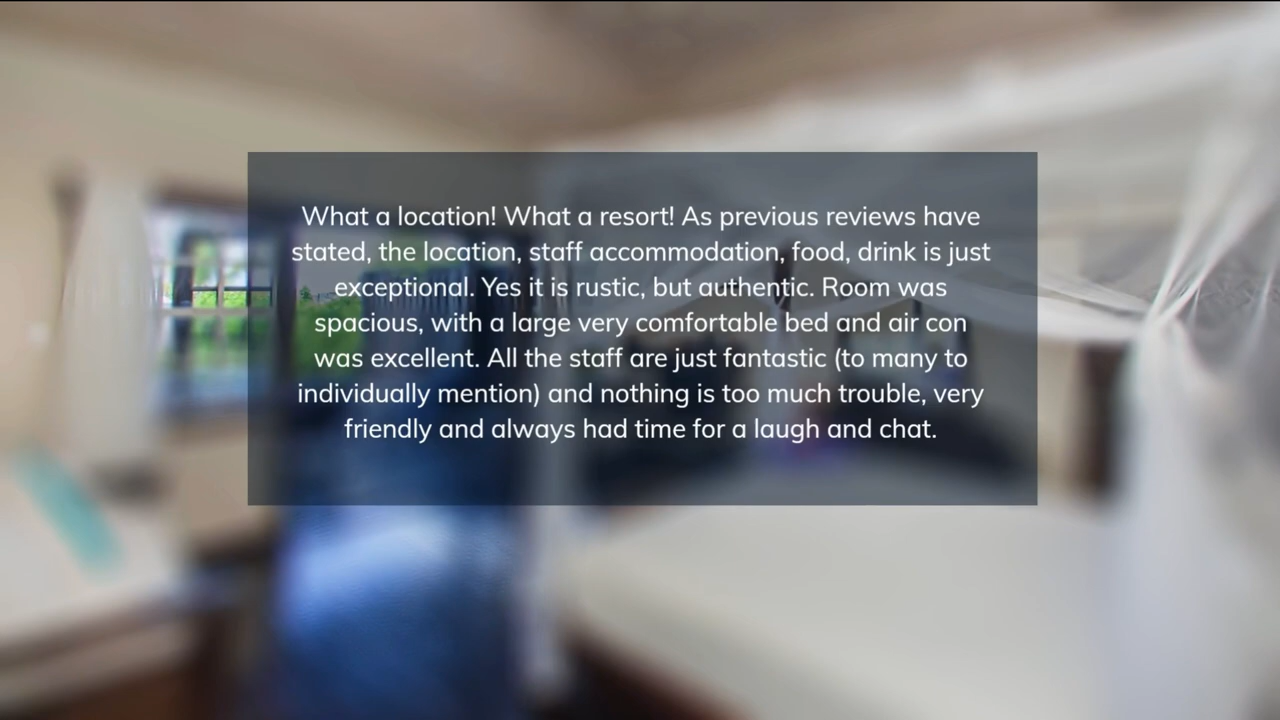 What a location! What a resort! As previous reviews have
stated, the location, staff accommodation, food, drink is just
exceptional. Yes it is rustic, but authentic. Room was
spacious, with a large very comfortable bed and air con
was excellent. All the staff are just fantastic (to many to
individually mention) and nothing is too much trouble, very
friendly and always had time for a laugh and chat.